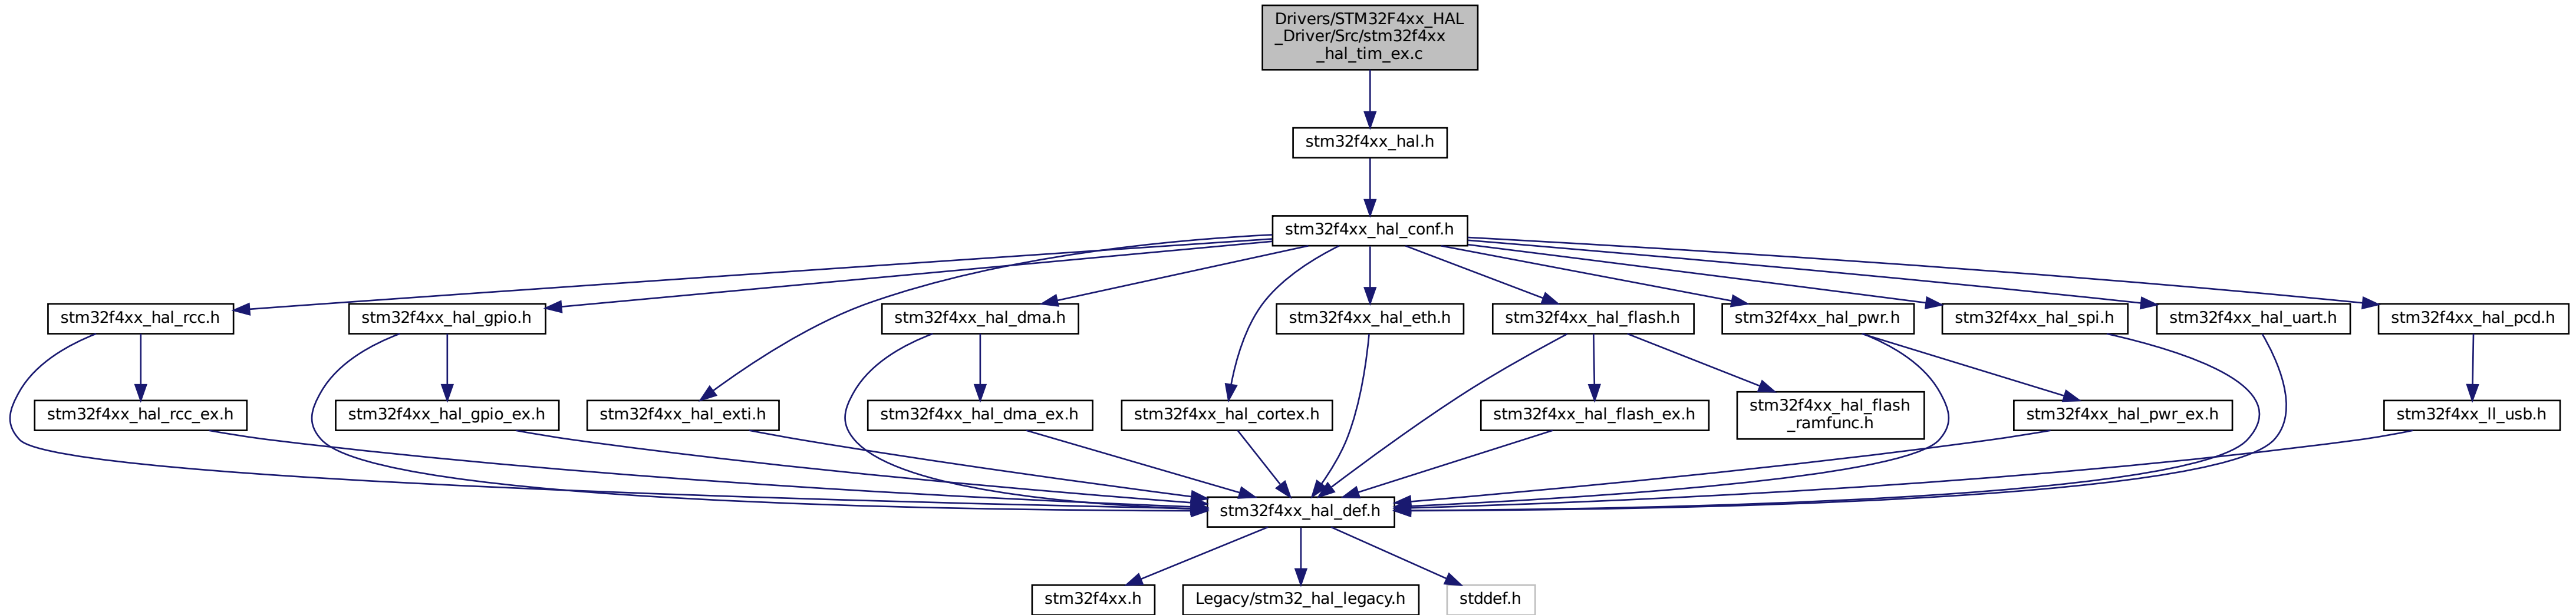 Drivers/STM32F4xx_HAL
_Driver/Src/stm32f4xx
_hal_tim_ex.c
stm32f4xx_hal.h
stm32f4xx_hal_conf.h
stm32f4xx_hal_rcc.h
stm32f4xx_hal_gpio.h
stm32f4xx_hal_dma.h
stm32f4xx_hal_eth.h
stm32f4xx_hal_flash.h
stm32f4xx_hal_pwr.h
stm32f4xx_hal_spi.h
stm32f4xx_hal_uart.h
stm32f4xx_hal_pcd.h
stm32f4xx_hal_rcc_ex.h
stm32f4xx_hal_gpio_ex.h
stm32f4xx_hal_exti.h
stm32f4xx_hal_dma_ex.h
stm32f4xx_hal_cortex.h
stm32f4xx_hal_flash_ex.h
stm32f4xx_hal_flash
_ramfunc.h
stm32f4xx_hal_pwr_ex.h
stm32f4xx_ll_usb.h
stm32f4xx_hal_def.h
stm32f4xx.h
Legacy/stm32_hal_legacy.h
stddef.h